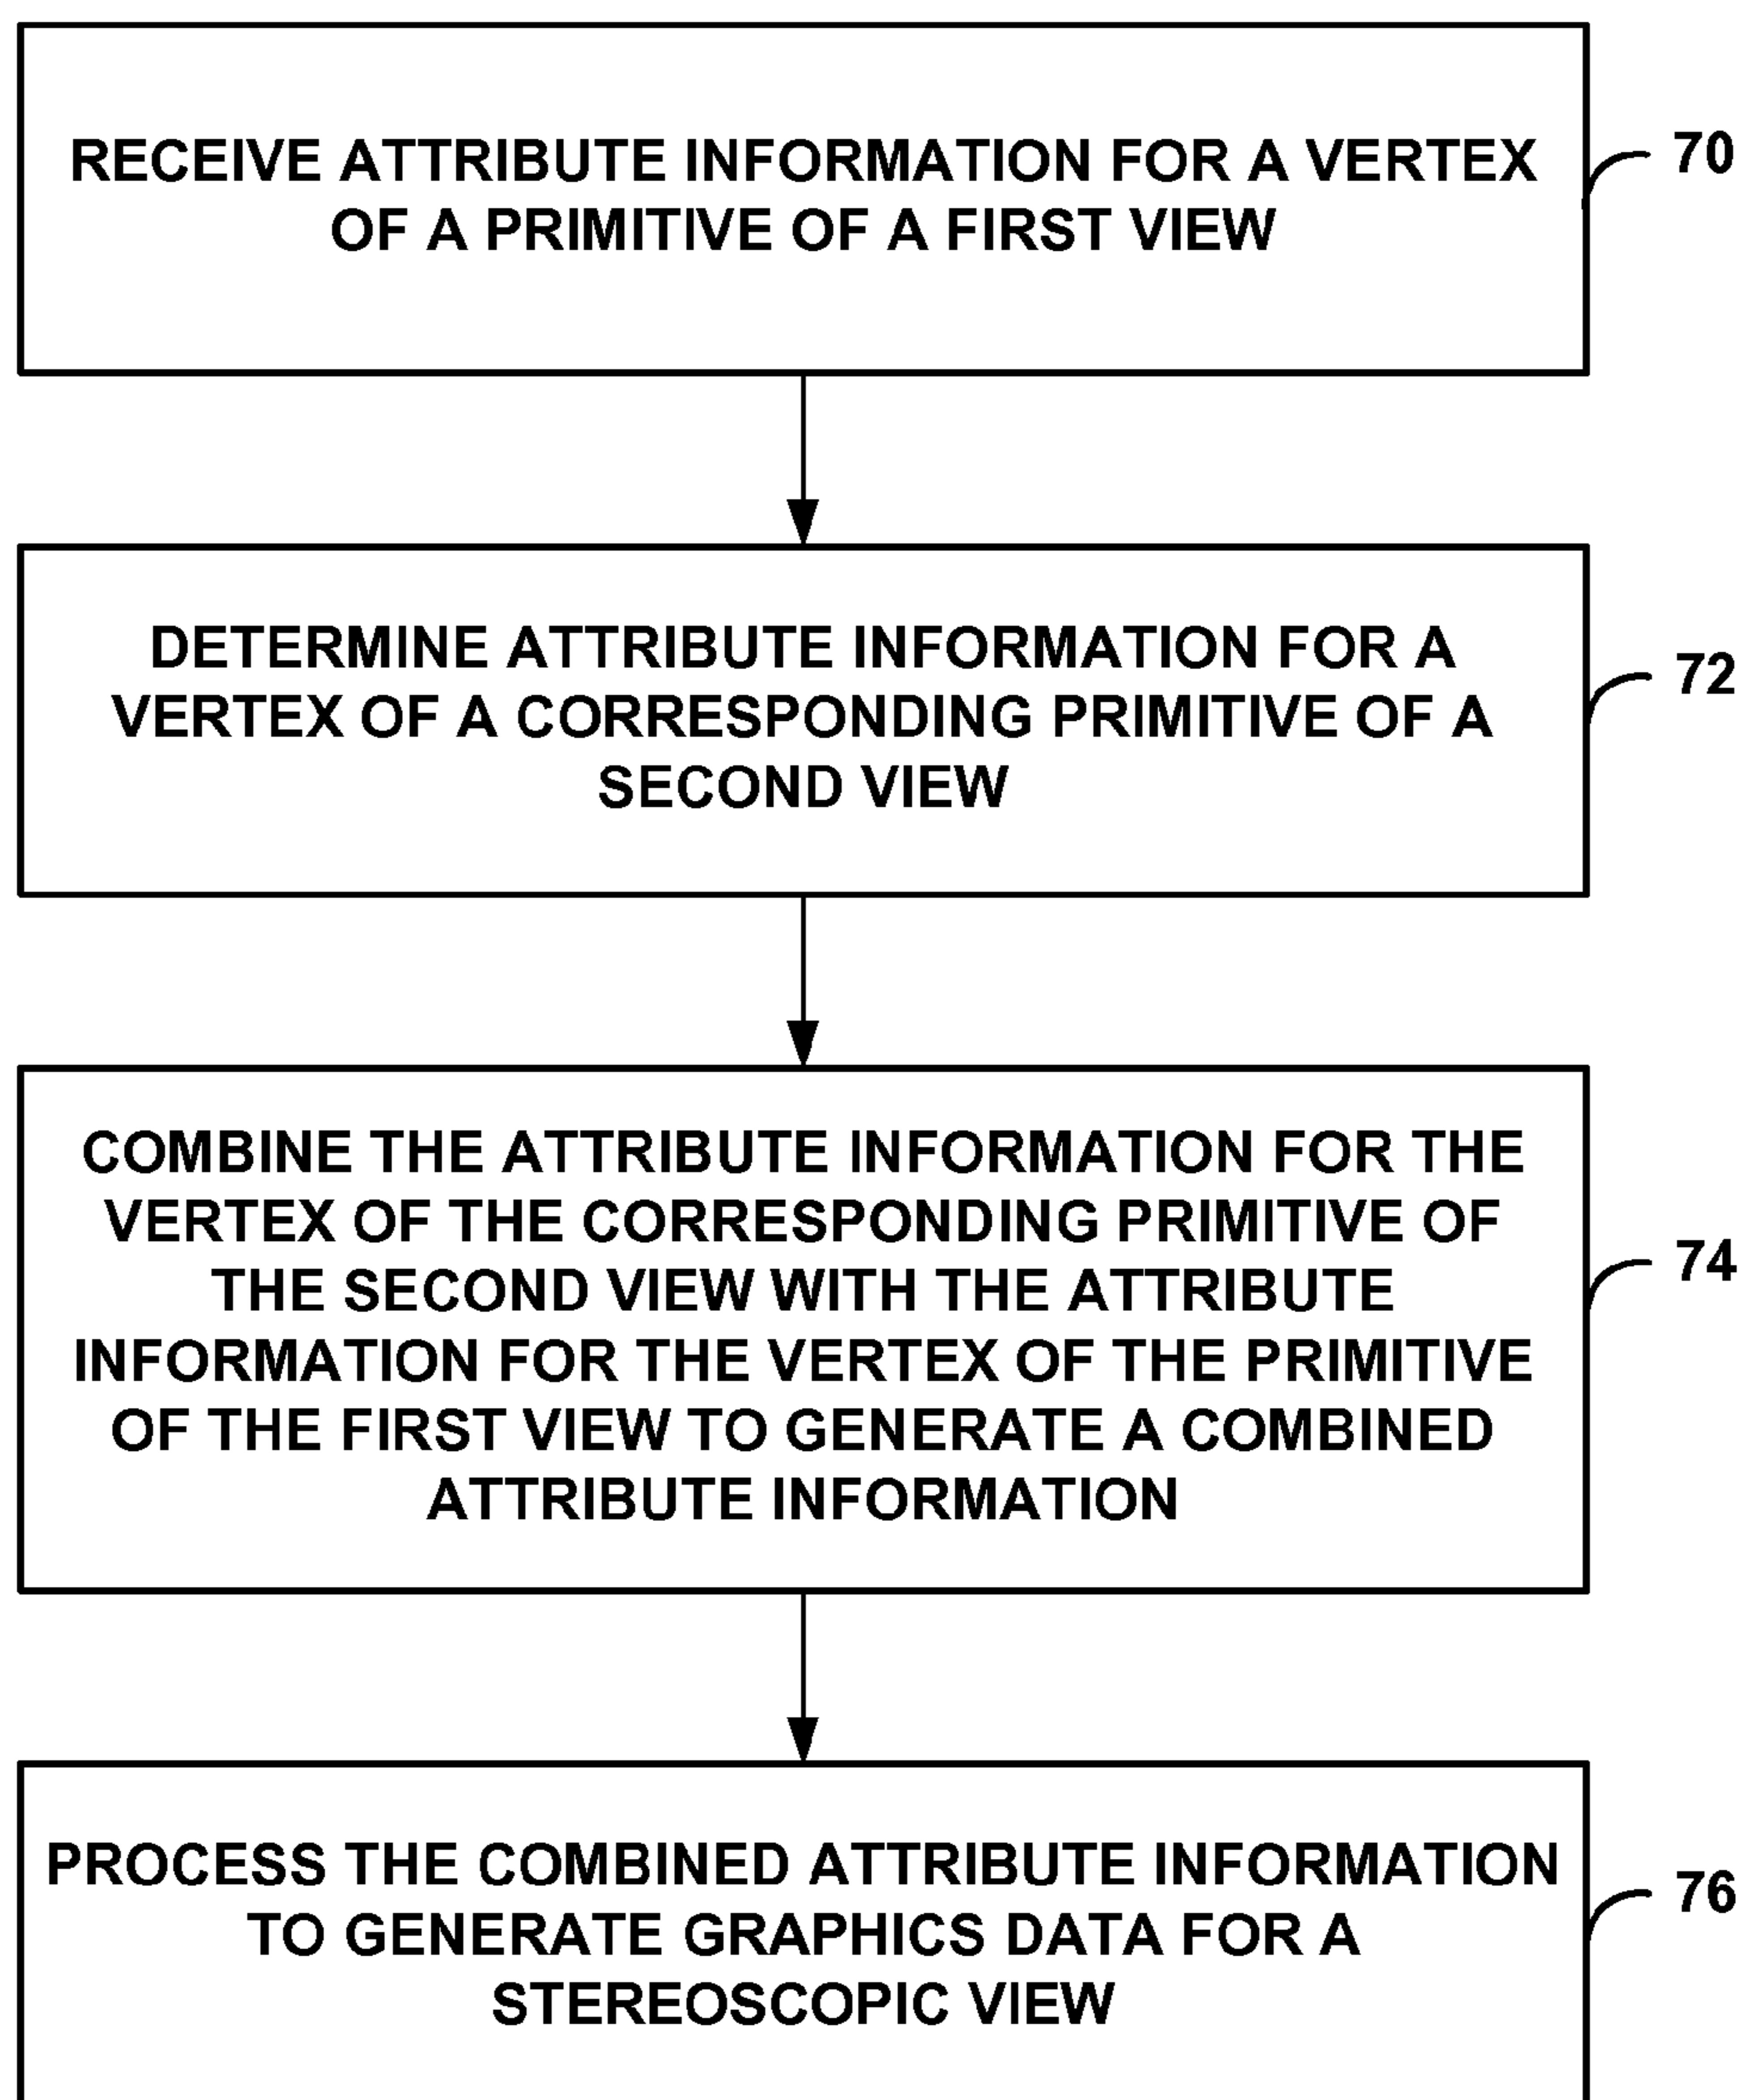 RECEIVE ATTRIBUTE INFORMATION FOR A VERTEX
OF A PRIMITIVE OF A FIRST VIEW
70
DETERMINE ATTRIBUTE INFORMATION FOR A
VERTEX OF A CORRESPONDING PRIMITIVE OF A
SECOND VIEW
72
COMBINE THE ATTRIBUTE INFORMATION FOR THE
VERTEX OF THE CORRESPONDING PRIMITIVE OF
THE SECOND VIEW WITH THE ATTRIBUTE
INFORMATION FOR THE VERTEX OF THE PRIMITIVE
OF THE FIRST VIEW TO GENERATE A COMBINED
ATTRIBUTE INFORMATION
74
PROCESS THE COMBINED ATTRIBUTE INFORMATION
TO GENERATE GRAPHICS DATA FOR A
STEREOSCOPIC VIEW
76